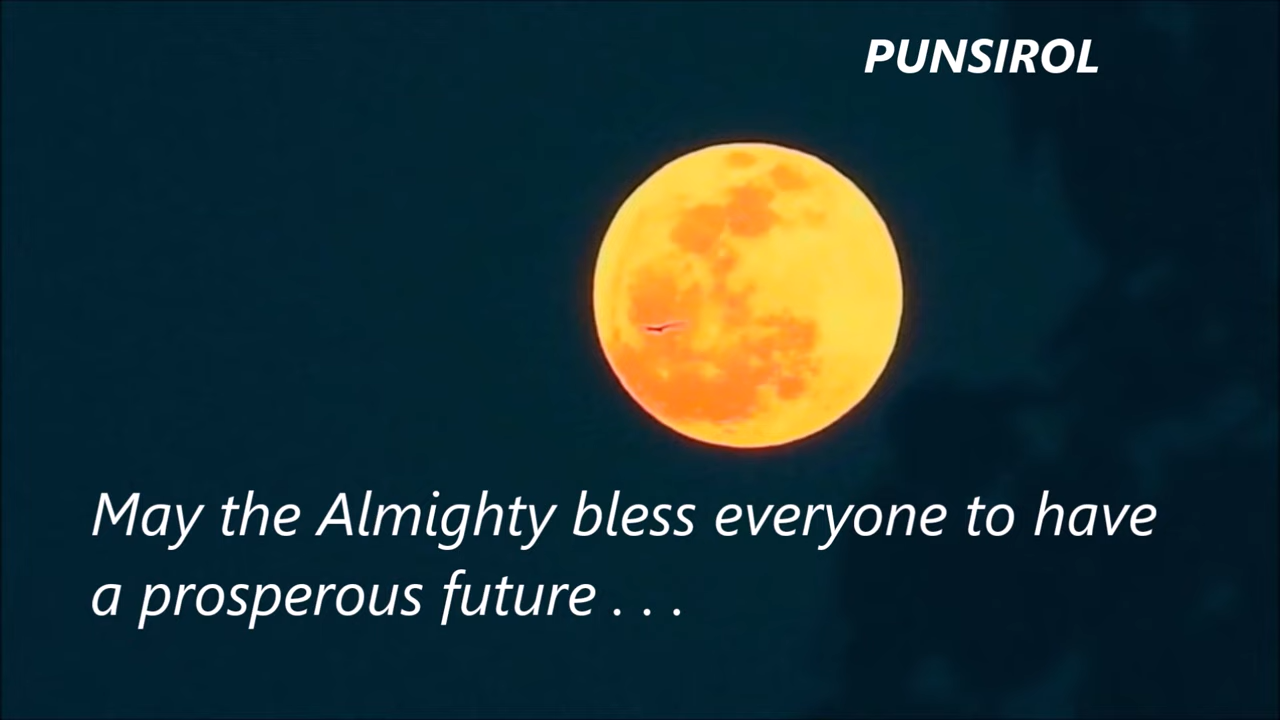 PUNSIROL
May the Almighty bless everyone to have
a prosperous future . . .